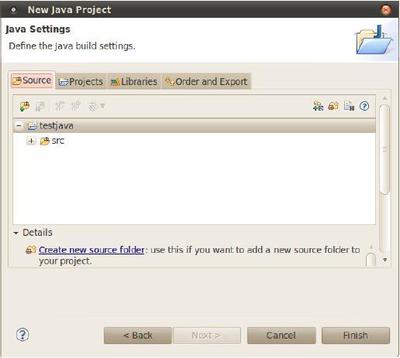 New Java Project
Java Settings
Define the Java build settings.
Source Projects Libraries Order and Export
testjava
src
Details
Create new source folder: use this if you want to add a new source folder to
your project.
< Back Next > Cancel Finish